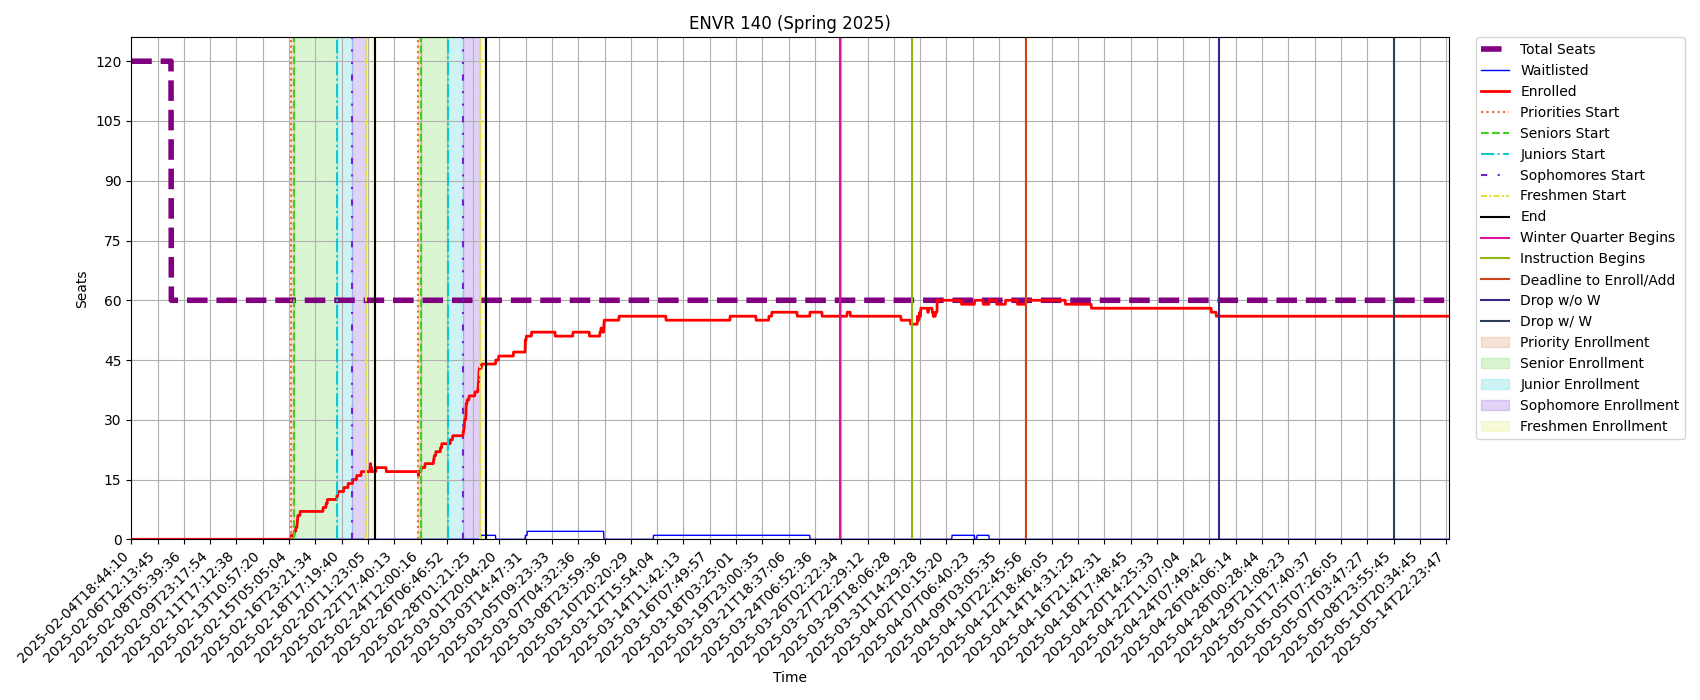 ENVR 140 (Spring 2025)
Seats
120
105
90
75
60
45
30
15
0
2025-02-04T18:44:10
2025-02-06T12:13:45
2025-02-08T05:39:36
2025-02-09T23:17:54
2025-02-11T17:12:38
2025-02-13T10:57:20
2025-02-15T05:05:04
2025-02-16T23:21:34
2025-02-18T17:19:40
2025-02-20T11:23:05
2025-02-22T17:40:13
2025-02-24T12:00:16
2025-02-26T06:46:52
2025-02-28T01:21:25
2025-03-01T20:04:20
2025-03-03T14:47:31
2025-03-05T09:23:33
2025-03-07T04:32:36
2025-03-08T23:59:36
2025-03-10T20:20:29
2025-03-12T15:54:04
2025-03-14T11:42:13
2025-03-16T07:49:57
2025-03-18T03:25:01
2025-03-19T23:00:35
2025-03-21T18:37:06
2025-03-24T06:52:36
2025-03-26T02:22:34
2025-03-27T22:29:12
2025-03-29T18:06:28
2025-03-31T14:29:28
2025-04-02T10:15:20
2025-04-07T06:40:23
2025-04-09T03:05:35
2025-04-10T22:45:56
2025-04-12T18:46:05
2025-04-14T14:31:25
2025-04-16T21:42:31
2025-04-18T17:48:45
2025-04-20T14:25:33
2025-04-22T11:07:04
2025-04-24T07:49:42
2025-04-26T04:06:14
2025-04-28T00:28:44
2025-04-29T21:08:23
2025-05-01T17:40:37
2025-05-05T07:26:05
2025-05-07T03:47:27
2025-05-08T23:55:45
2025-05-10T20:34:45
2025-05-14T22:23:47
Time
Total Seats
Waitlisted
Enrolled
Priorities Start
Seniors Start
Juniors Start
Sophomores Start
Freshmen Start
End
Winter Quarter Begins
Instruction Begins
Deadline to Enroll/Add
Drop w/o W
Drop w/ W
Priority Enrollment
Senior Enrollment
Junior Enrollment
Sophomore Enrollment
Freshmen Enrollment